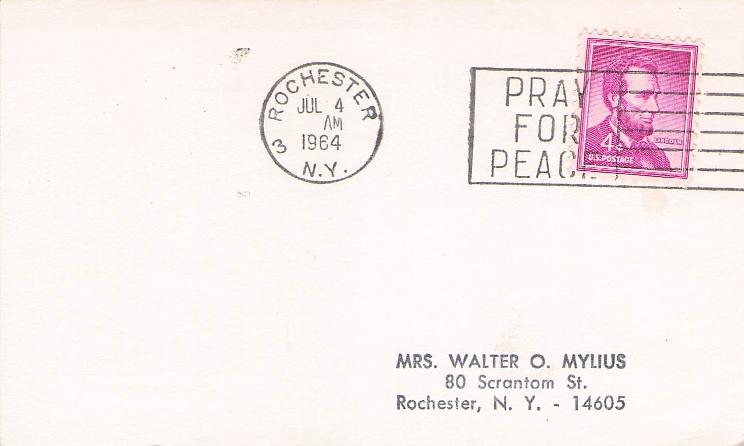 ROCHESTER
JUL 4
AM
1964
3
N.Y.
PRAY
FOR
PEACE
LINCOLN
4¢
U.S. POSTAGE
MRS. WALTER O. MYLIUS
80 Scrantom St.
Rochester, N. Y. - 14605